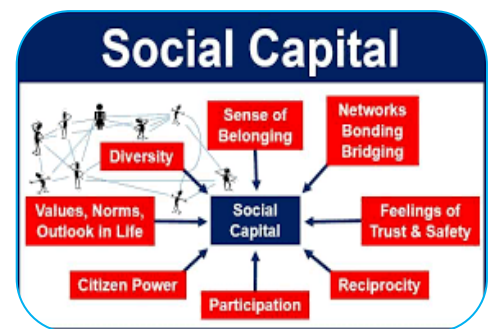 Social Capital
Sense of
Belonging
Networks
Bonding
Bridging
Diversity
Values, Norms,
Outlook in Life
Social
Capital
Feelings of
Trust & Safety
Citizen Power
Participation
Reciprocity